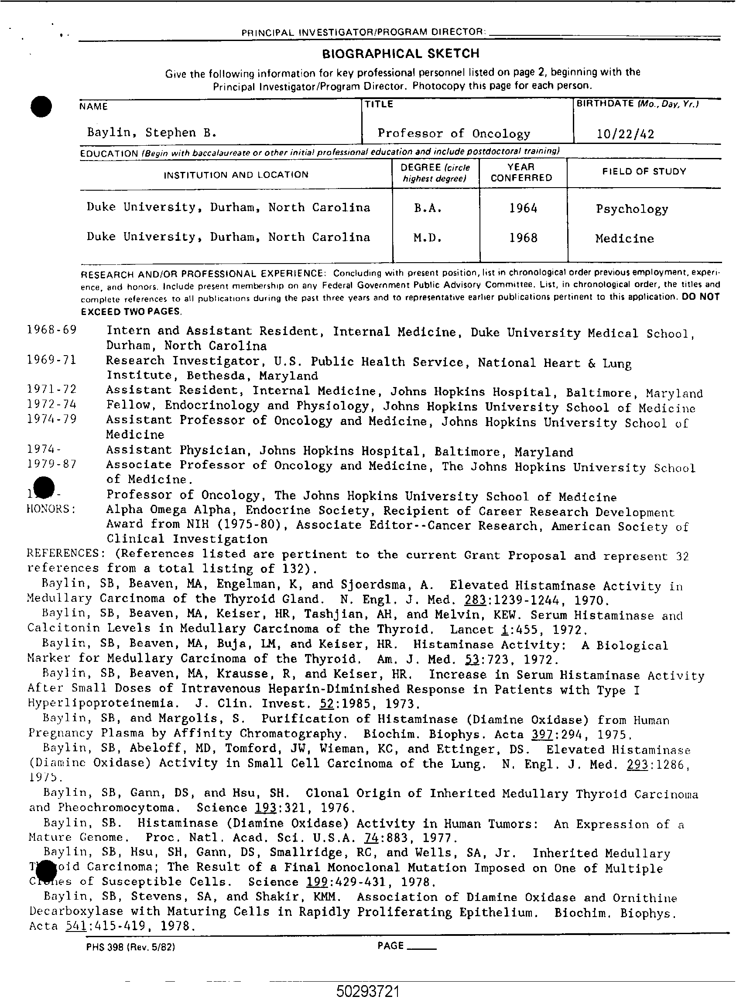 PRINCIPAL INVESTIGATOR/PROGRAM DIRECTOR:
BIOGRAPHICAL SKETCH
Give the following information for key professional personnel listed on page 2, beginning with the
Principal Investigator/Program Director. Photocopy this page for each person.
NAME TITLE BIRTHDATE (Mo., Day, Yr.)
Baylin, Stephen B. Professor of Oncology 10/22/42
EDUCATION (Begin with baccalaureate or other initial professional education and include postdoctoral training)
INSTITUTION AND LOCATION DEGREE (circle highest degree) YEAR CONFERRED FIELD OF STUDY
Duke University, Durham, North Carolina B.A. 1964 Psychology
Duke University, Durham, North Carolina M.D. 1968 Medicine
RESEARCH AND/OR PROFESSIONAL EXPERIENCE: Concluding with present position, list in chronological order previous employment, experi-
ence, and honors. Include present membership on any Federal Government Public Advisory Committee. List, in chronological order, the titles and
complete references to all publications during the past three years and to representative earlier publications pertinent to this application. DO NOT
EXCEED TWO PAGES.
1968-69 Intern and Assistant Resident, Internal Medicine, Duke University Medical School,
Durham, North Carolina
1969-71 Research Investigator, U.S. Public Health Service, National Heart & Lung
Institute, Bethesda, Maryland
1971-72 Assistant Resident, Internal Medicine, Johns Hopkins Hospital, Baltimore, Maryland
1972-74 Fellow, Endocrinology and Physiology, Johns Hopkins University School of Medicine
1974-79 Assistant Professor of Oncology and Medicine, Johns Hopkins University School of
Medicine
1974- Assistant Physician, Johns Hopkins Hospital, Baltimore, Maryland
1979-87 Associate Professor of Oncology and Medicine, The Johns Hopkins University School
of Medicine.
Professor of Oncology, The Johns Hopkins University School of Medicine
HONORS: Alpha Omega Alpha, Endocrine Society, Recipient of Career Research Development
Award from NIH (1975-80), Associate Editor--Cancer Research, American Society of
Clinical Investigation
REFERENCES: (References listed are pertinent to the current Grant Proposal and represent 32
references from a total listing of 132).
Baylin, SB, Beaven, MA, Engelman, K, and Sjoerdsma, A. Elevated Histaminase Activity in
Medullary Carcinoma of the Thyroid Gland. N. Engl. J. Med. 283:1239-1244, 1970.
Baylin, SB, Beaven, MA, Keiser, HR, Tashjian, AH, and Melvin, KEW. Serum Histaminase and
Calcitonin Levels in Medullary Carcinoma of the Thyroid. Lancet 1:455, 1972.
Baylin, SB, Beaven, MA, Buja, LM, and Keiser, HR. Histaminase Activity: A Biological
Marker for Medullary Carcinoma of the Thyroid. Am. J. Med. 53:723, 1972.
Baylin, SB, Beaven, MA, Krausse, R, and Keiser, HR. Increase in Serum Histaminase Activity
After Small Doses of Intravenous Heparin-Diminished Response in Patients with Type I
Hyperlipoproteinemia. J. Clin. Invest. 52:1985, 1973.
Baylin, SB, and Margolis, S. Purification of Histaminase (Diamine Oxidase) from Human
Pregnancy Plasma by Affinity Chromatography. Biochim. Biophys. Acta 397:294, 1975.
Baylin, SB, Abeloff, MD, Tomford, JW, Wieman, KC, and Ettinger, DS. Elevated Histaminase
(Diamine Oxidase) Activity in Small Cell Carcinoma of the Lung. N. Engl. J. Med. 293:1286,
1975.
Baylin, SB, Gann, DS, and Hsu, SH. Clonal Origin of Inherited Medullary Thyroid Carcinoma
and Pheochromocytoma. Science 193:321, 1976.
Baylin, SB. Histaminase (Diamine Oxidase) Activity in Human Tumors: An Expression of a
Mature Genome. Proc. Natl. Acad. Sci. U.S.A. 74:883, 1977.
Baylin, SB, Hsu, SH, Gann, DS, Smallridge, RC, and Wells, SA, Jr. Inherited Medullary
Thyroid Carcinoma; The Result of a Final Monoclonal Mutation Imposed on One of Multiple
Clones of Susceptible Cells. Science 199:429-431, 1978.
Baylin, SB, Stevens, SA, and Shakir, KMM. Association of Diamine Oxidase and Ornithine
Decarboxylase with Maturing Cells in Rapidly Proliferating Epithelium. Biochim. Biophys.
Acta 541:415-419, 1978.
PHS 398 (Rev. 5/82) PAGE
50293721